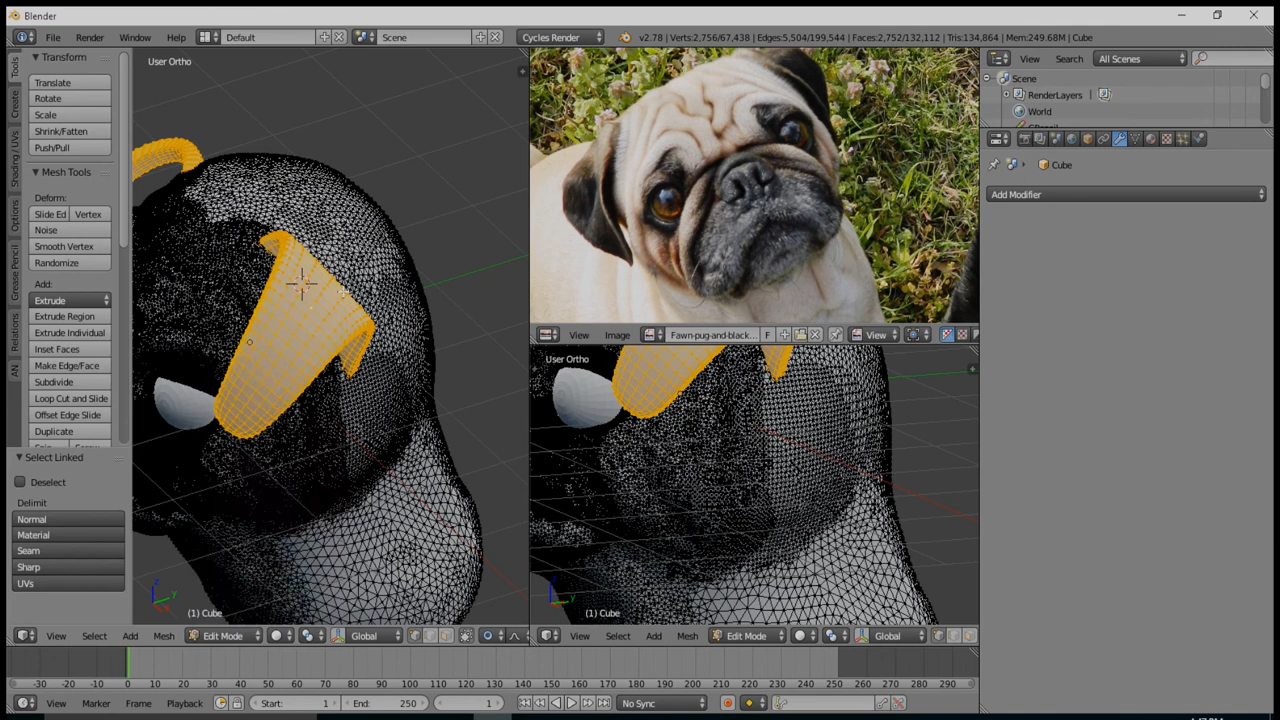 Blender
File Render Window Help Default Scene Cycles Render v2.78 | Verts:2,756/67,438 | Edges:5,504/199,544 | Faces:2,752/132,112 | Tris:134,864 | Mem:249.68M | Cube
Tools
Create
Shading / UVs
Options
Grease Pencil
Relations
AN
Transform
Translate
Rotate
Scale
Shrink/Fatten
Push/Pull
Mesh Tools
Deform:
Slide Ed Vertex
Noise
Smooth Vertex
Randomize
Add:
Extrude
Extrude Region
Extrude Individual
Inset Faces
Make Edge/Face
Subdivide
Loop Cut and Slide
Offset Edge Slide
Duplicate
Select Linked
Deselect
Delimit
Normal
Material
Seam
Sharp
UVs
User Ortho
z
y
x
(1) Cube
View Select Add Mesh Edit Mode Global
View Image Fawn-pug-and-black... F View
User Ortho
z
y
(1) Cube
View Select Add Mesh Edit Mode Global
View Search All Scenes
Scene
RenderLayers
World
Cube
Add Modifier
-30 -20 -10 0 10 20 30 40 50 60 70 80 90 100 110 120 130 140 150 160 170 180 190 200 210 220 230 240 250 260 270 280 290
View Marker Frame Playback Start: 1 End: 250 1 No Sync